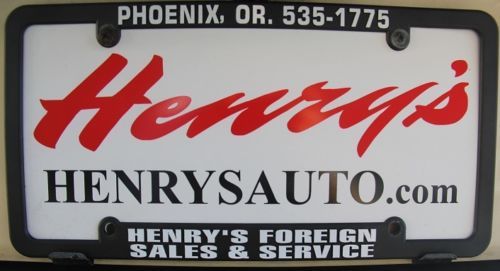 PHOENIX, OR. 535-1775
Henry's
HENRYSAUTO.com
HENRY'S FOREIGN
SALES & SERVICE